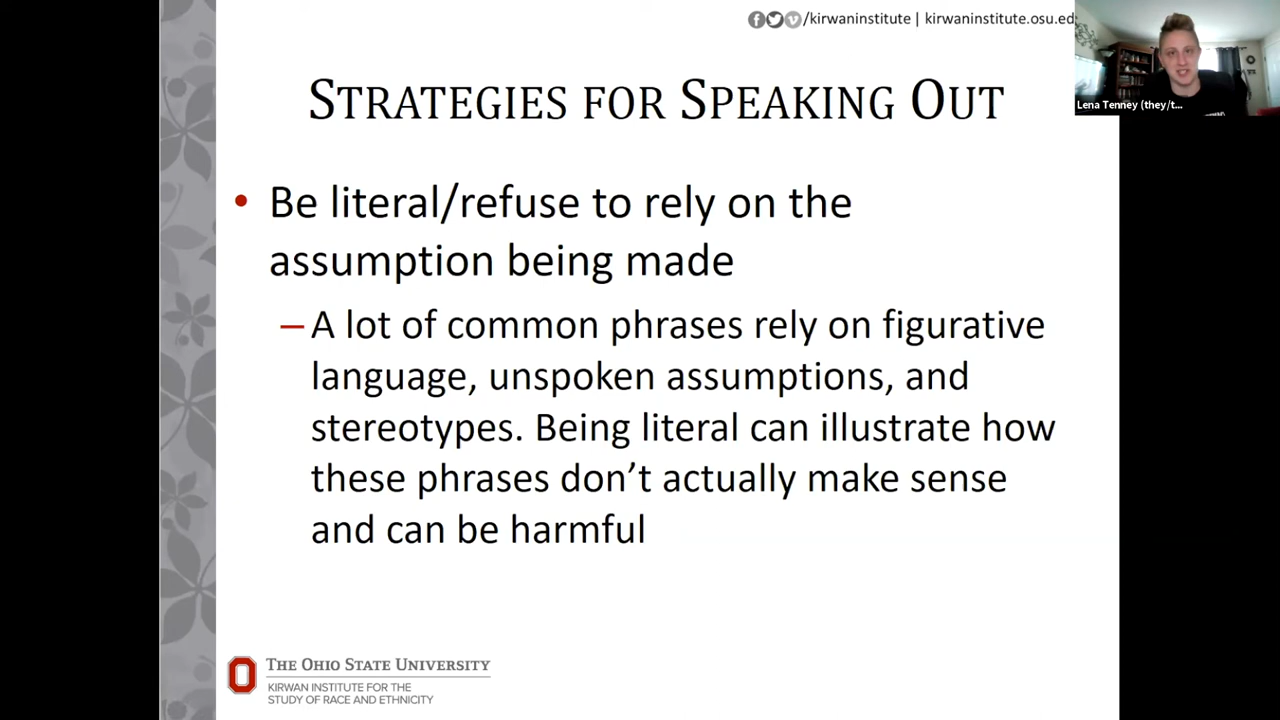 /kirwaninstitute | kirwaninstitute.osu.ed
Lena Tenney (they/t...
STRATEGIES FOR SPEAKING OUT
• Be literal/refuse to rely on the
assumption being made
– A lot of common phrases rely on figurative
language, unspoken assumptions, and
stereotypes. Being literal can illustrate how
these phrases don’t actually make sense
and can be harmful
THE OHIO STATE UNIVERSITY
KIRWAN INSTITUTE FOR THE
STUDY OF RACE AND ETHNICITY